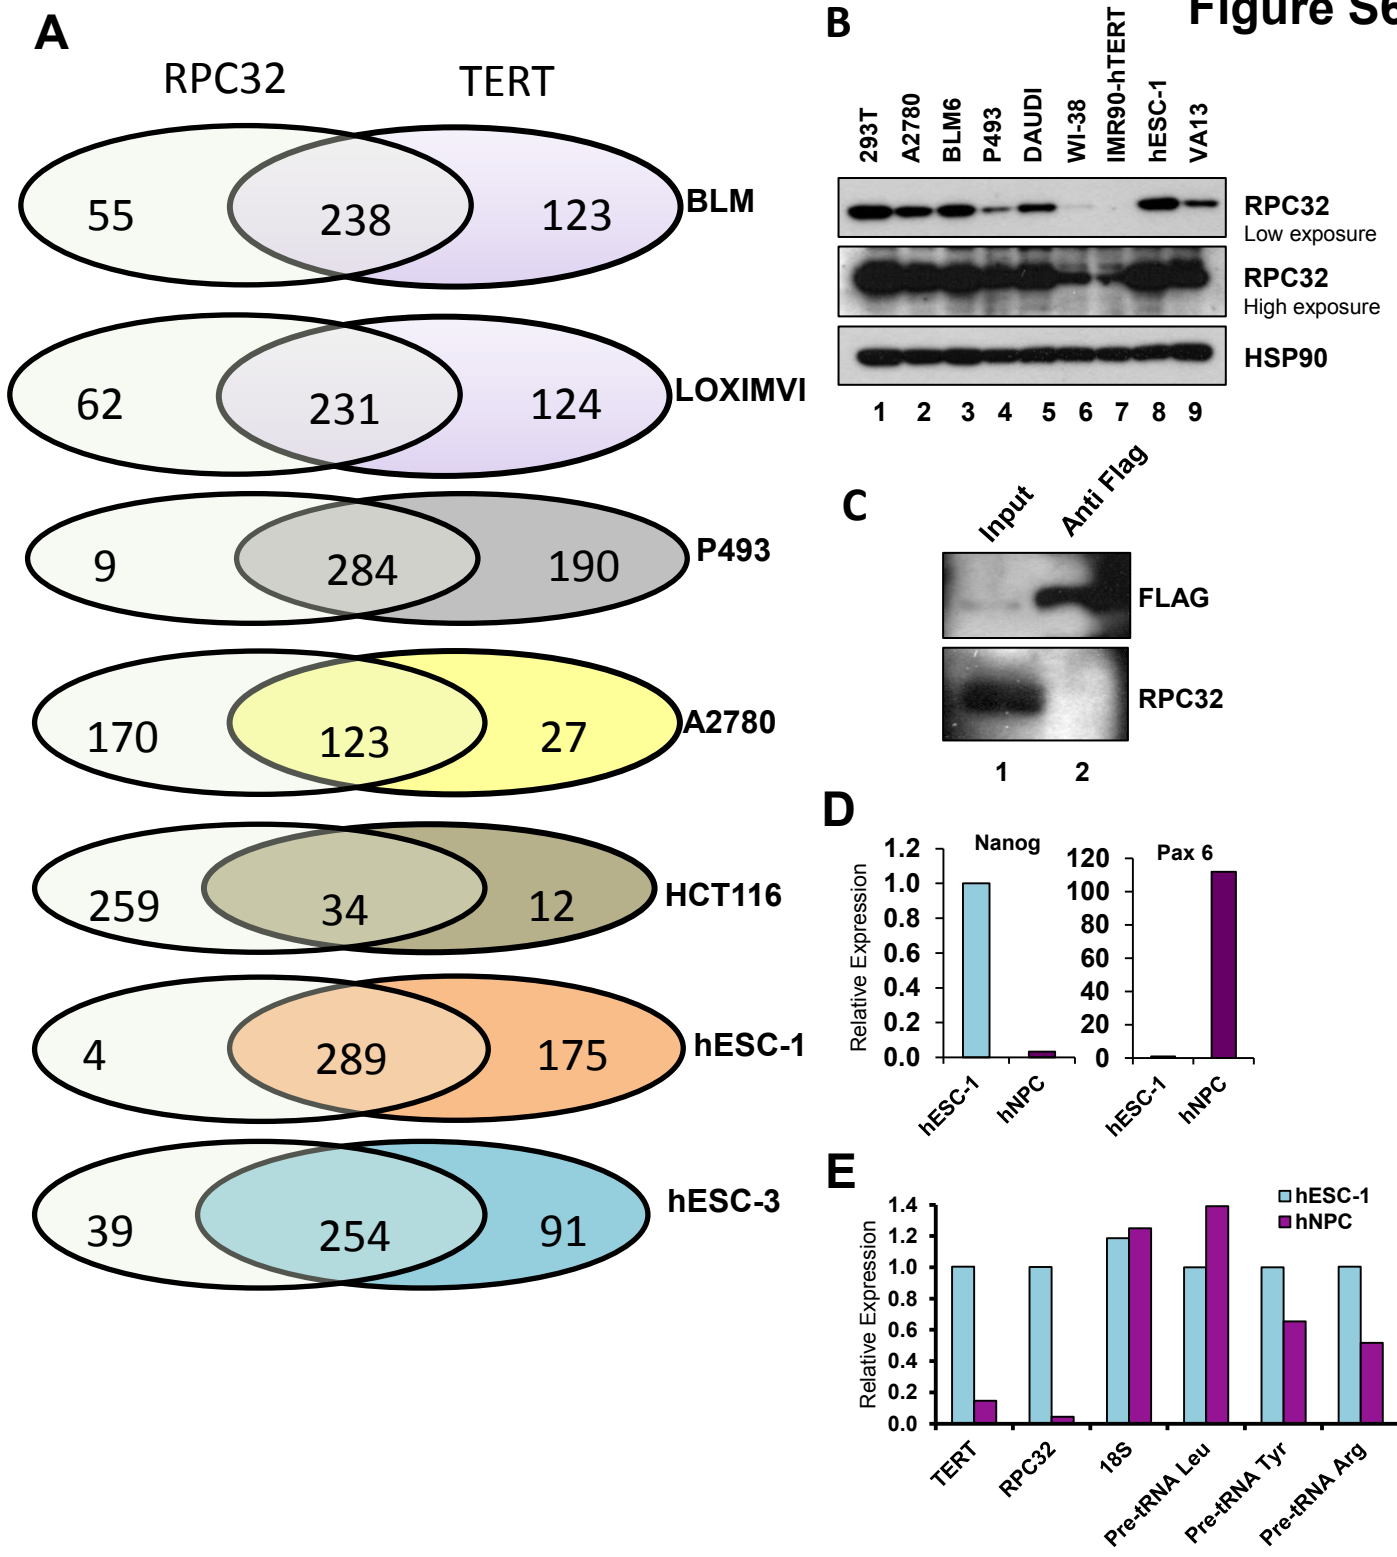 Figure S6
A
RPC32 TERT
55 238 123 BLM
62 231 124 LOXIMVI
9 284 190 P493
170 123 27 A2780
259 34 12 HCT116
4 289 175 hESC-1
39 254 91 hESC-3
B
293T A2780 BLM6 P493 DAUDI WI-38 IMR90-hTERT hESC-1 VA13
RPC32
Low exposure
RPC32
High exposure
HSP90
1 2 3 4 5 6 7 8 9
C
Input Anti Flag
FLAG
RPC32
1 2
D
Relative Expression
Nanog
1.2
1.0
0.8
0.6
0.4
0.2
0.0
hESC-1 hNPC
Pax 6
120
100
80
60
40
20
0
hESC-1 hNPC
E
Relative Expression
hESC-1
hNPC
1.4
1.2
1.0
0.8
0.6
0.4
0.2
0.0
TERT RPC32 18S Pre-tRNA Leu Pre-tRNA Tyr Pre-tRNA Arg